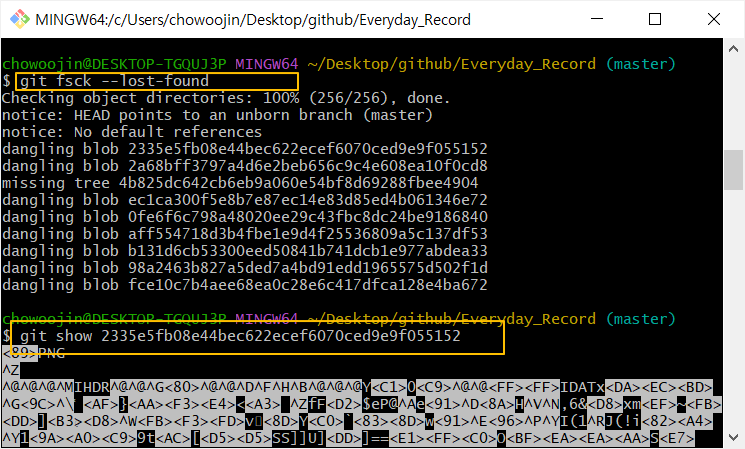 MINGW64:/c/Users/chowoojin/Desktop/github/Everyday_Record
chowoojin@DESKTOP-TGQUJ3P MINGW64 ~/Desktop/github/Everyday_Record (master)
$ git fsck --lost-found
Checking object directories: 100% (256/256), done.
notice: HEAD points to an unborn branch (master)
notice: No default references
dangling blob 2335e5fb08e44bec622ecef6070ced9e9f055152
dangling blob 2a68bff3797a4d6e2beb656c9c4e608ea10f0cd8
missing tree 4b825dc642cb6eb9a060e54bf8d69288fbee4904
dangling blob ec1ca300f5e8b7e87ec14e83d85ed4b061346e72
dangling blob 0fe6f6c798a48020ee29c43fbc8dc24be9186840
dangling blob aff554718d3b4fbe1e9d4f25536809a5c137df53
dangling blob b131d6cb53300eed50841b741dcb1e977abdea33
dangling blob 98a2463b827a5ded7a4bd91edd1965575d502f1d
dangling blob fce10c7b4aee68ea0c28e6c417dfca128e4ba672
chowoojin@DESKTOP-TGQUJ3P MINGW64 ~/Desktop/github/Everyday_Record (master)
$ git show 2335e5fb08e44bec622ecef6070ced9e9f055152
<89>PNG
^Z
^@^@^@^MIHDR^@^@^G<80>^@^@^D^F^H^B^@^@^@Y<C1>O<C9>^@^@<FF><FF>IDATx<DA><EC><BD>
^G<9C>^\<AF>}<AA><F3><E4><<A3> ^ZfF<D2>$eP@^Ae<91>^D<8A>H^V^N,6&<D8>xm<EF>~<FB>
<DD>]<B3><D8>^W<FB><F3><FD>v<8D>Y<C0>`<83><8D>W<91>^E<96>^P^YI(1^RJ(!i<82><A4>
^Y1<9A><A0><C9>9t<AC>[<D5><D5>SS]]U]<DD>]==<E1><FF><C0>O<BF><EA><EA><AA>S<E7>